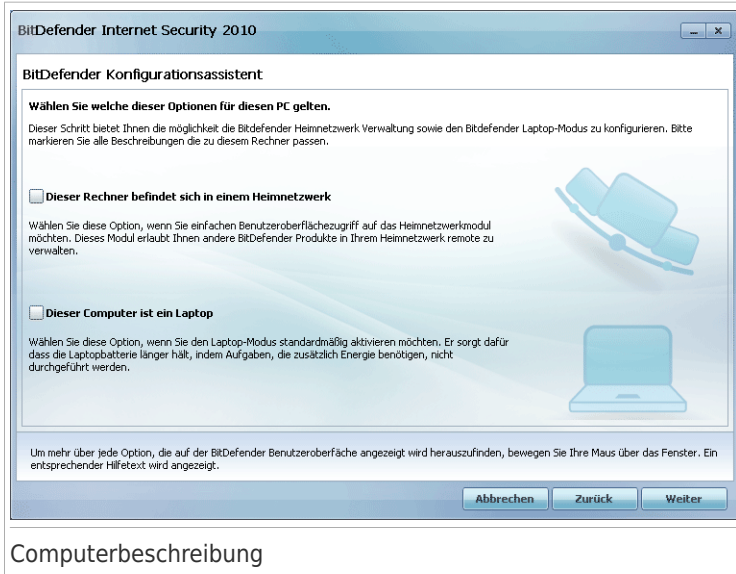 BitDefender Internet Security 2010
BitDefender Konfigurationsassistent
Wählen Sie welche dieser Optionen für diesen PC gelten.
Dieser Schritt bietet Ihnen die möglichkeit die Bitdefender Heimnetzwerk Verwaltung sowie den Bitdefender Laptop-Modus zu konfigurieren. Bitte
markieren Sie alle Beschreibungen die zu diesem Rechner passen.
Dieser Rechner befindet sich in einem Heimnetzwerk
Wählen Sie diese Option, wenn Sie einfachen Benutzeroberflächezugriff auf das Heimnetzwerkmodul
möchten. Dieses Modul erlaubt Ihnen andere BitDefender Produkte in Ihrem Heimnetzwerk remote zu
verwalten.
Dieser Computer ist ein Laptop
Wählen Sie diese Option, wenn Sie den Laptop-Modus standardmäßig aktivieren möchten. Er sorgt dafür
dass die Laptopbatterie länger hält, indem Aufgaben, die zusätzlich Energie benötigen, nicht
durchgeführt werden.
Um mehr über jede Option, die auf der BitDefender Benutzeroberfäche angezeigt wird herauszufinden, bewegen Sie Ihre Maus über das Fenster. Ein
entsprechender Hilfetext wird angezeigt.
Abbrechen Zurück Weiter
Computerbeschreibung